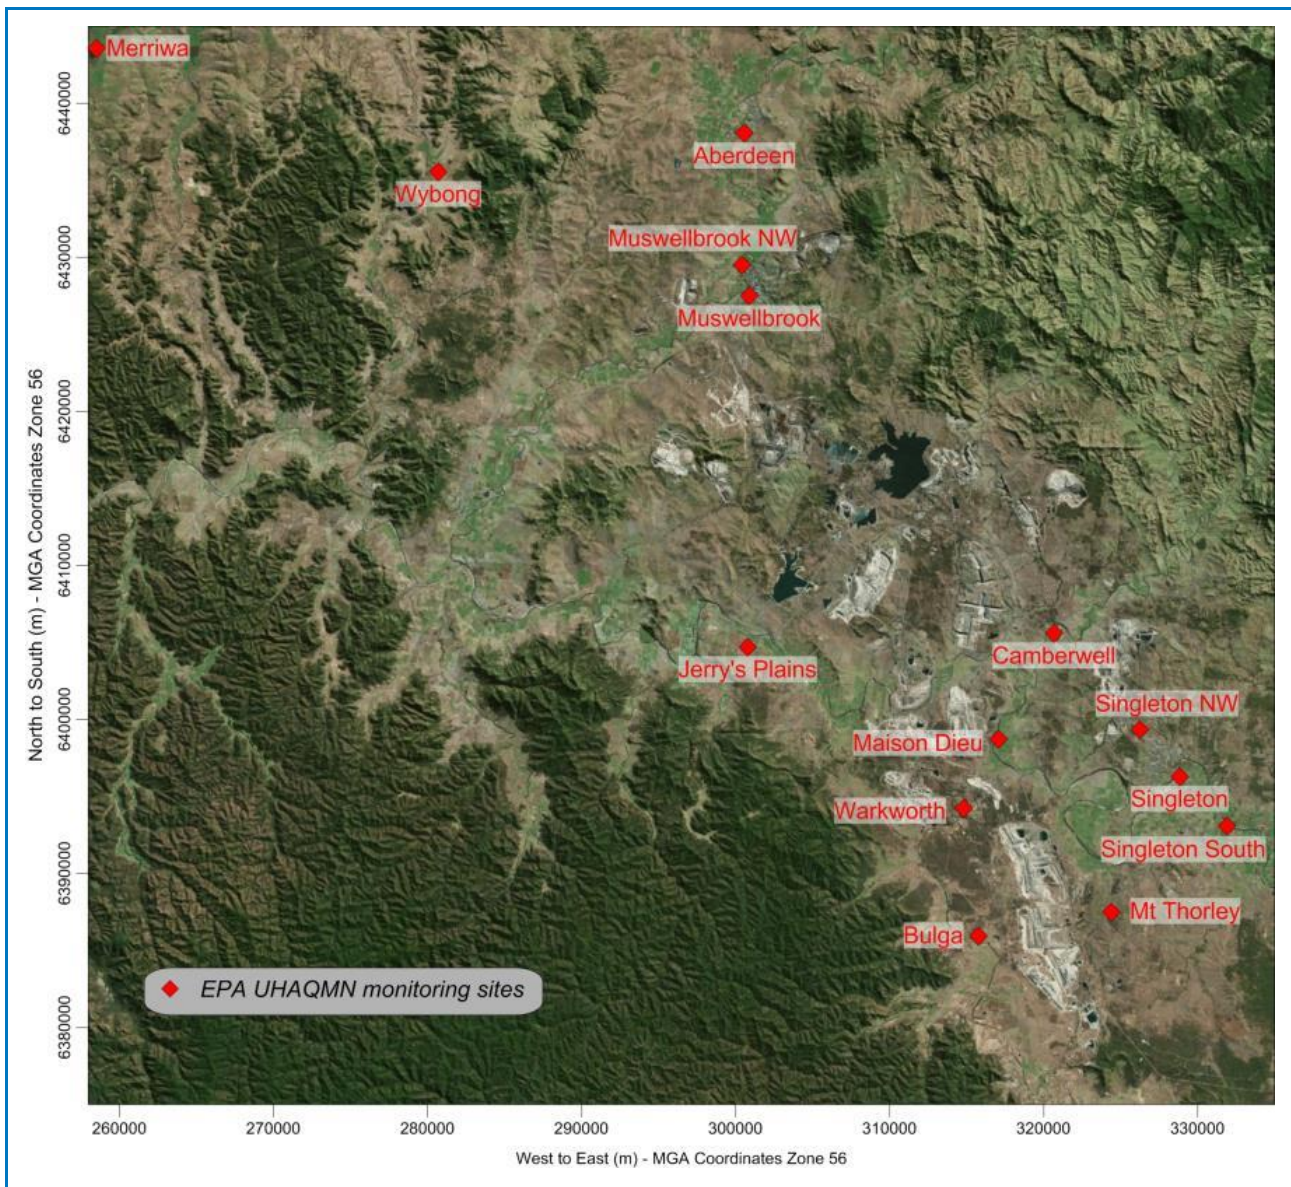 Merriwa
Aberdeen
Wybong
Muswellbrook NW
Muswellbrook
Jerry's Plains
Camberwell
Singleton NW
Maison Dieu
Singleton
Warkworth
Singleton South
Mt Thorley
Bulga
EPA UHAQMN monitoring sites
North to South (m) - MGA Coordinates Zone 56
6440000
6430000
6420000
6410000
6400000
6390000
6380000
260000 270000 280000 290000 300000 310000 320000 330000
West to East (m) - MGA Coordinates Zone 56